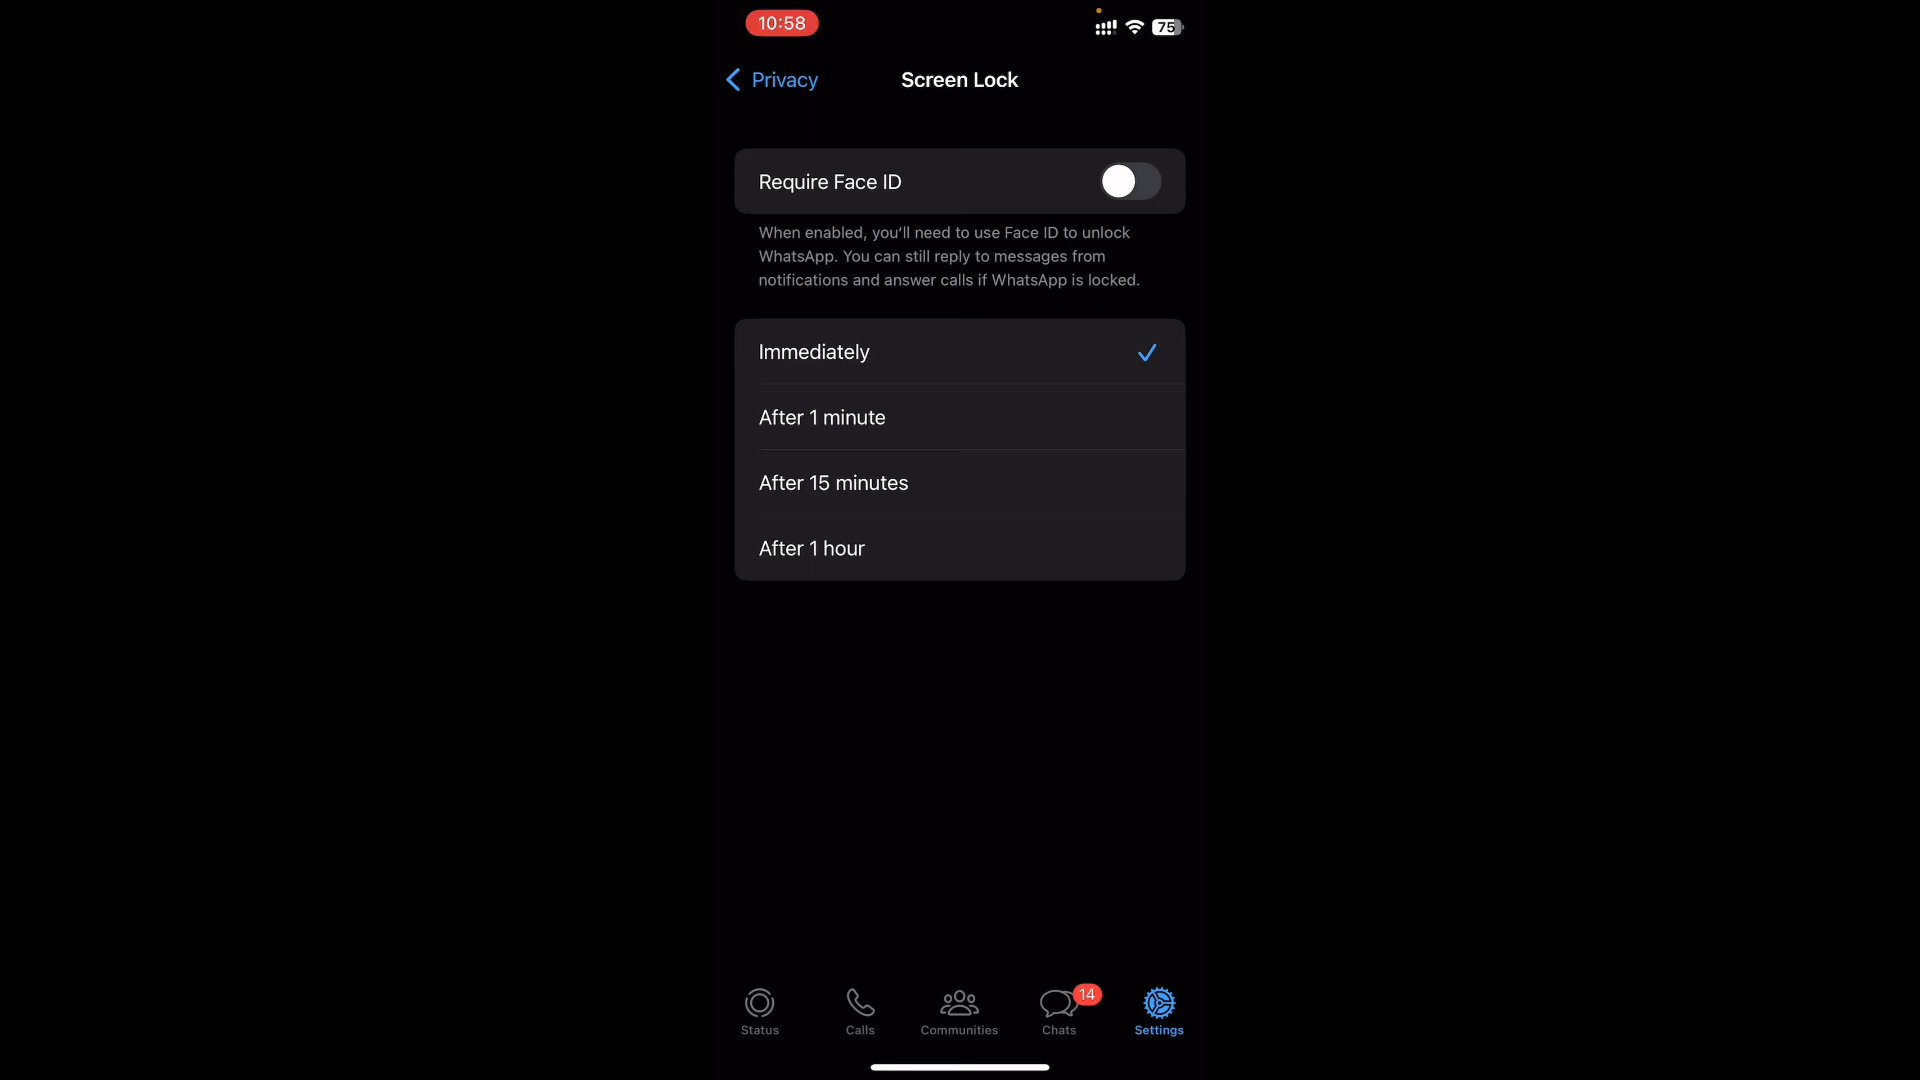 10:58
75
Privacy
Screen Lock
Require Face ID
When enabled, you’ll need to use Face ID to unlock
WhatsApp. You can still reply to messages from
notifications and answer calls if WhatsApp is locked.
Immediately
After 1 minute
After 15 minutes
After 1 hour
14
Status
Calls
Communities
Chats
Settings